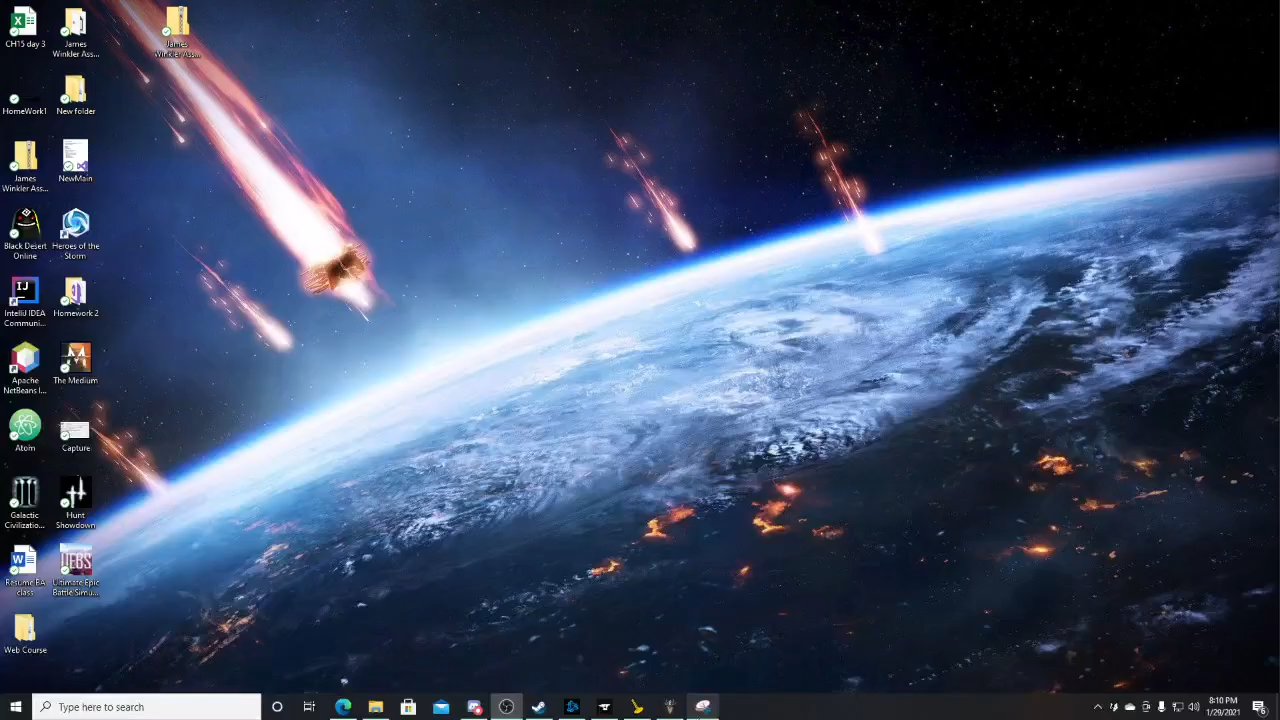 CH15 day 3
James
Winkler Ass...
James
Winkler Ass...
HomeWork1
New folder
James
Winkler Ass...
NewMain
Black Desert
Online
Heroes of the
Storm
IJ
IntelliJ IDEA
Communi...
Homework 2
Apache
NetBeans I...
The Medium
Atom
Capture
Galactic
Civilizatio...
Hunt
Showdown
W
Resume BA
class
UEBS
Ultimate Epic
Battle Simu...
Web Course
Type here to search
8:10 PM
1/29/2021